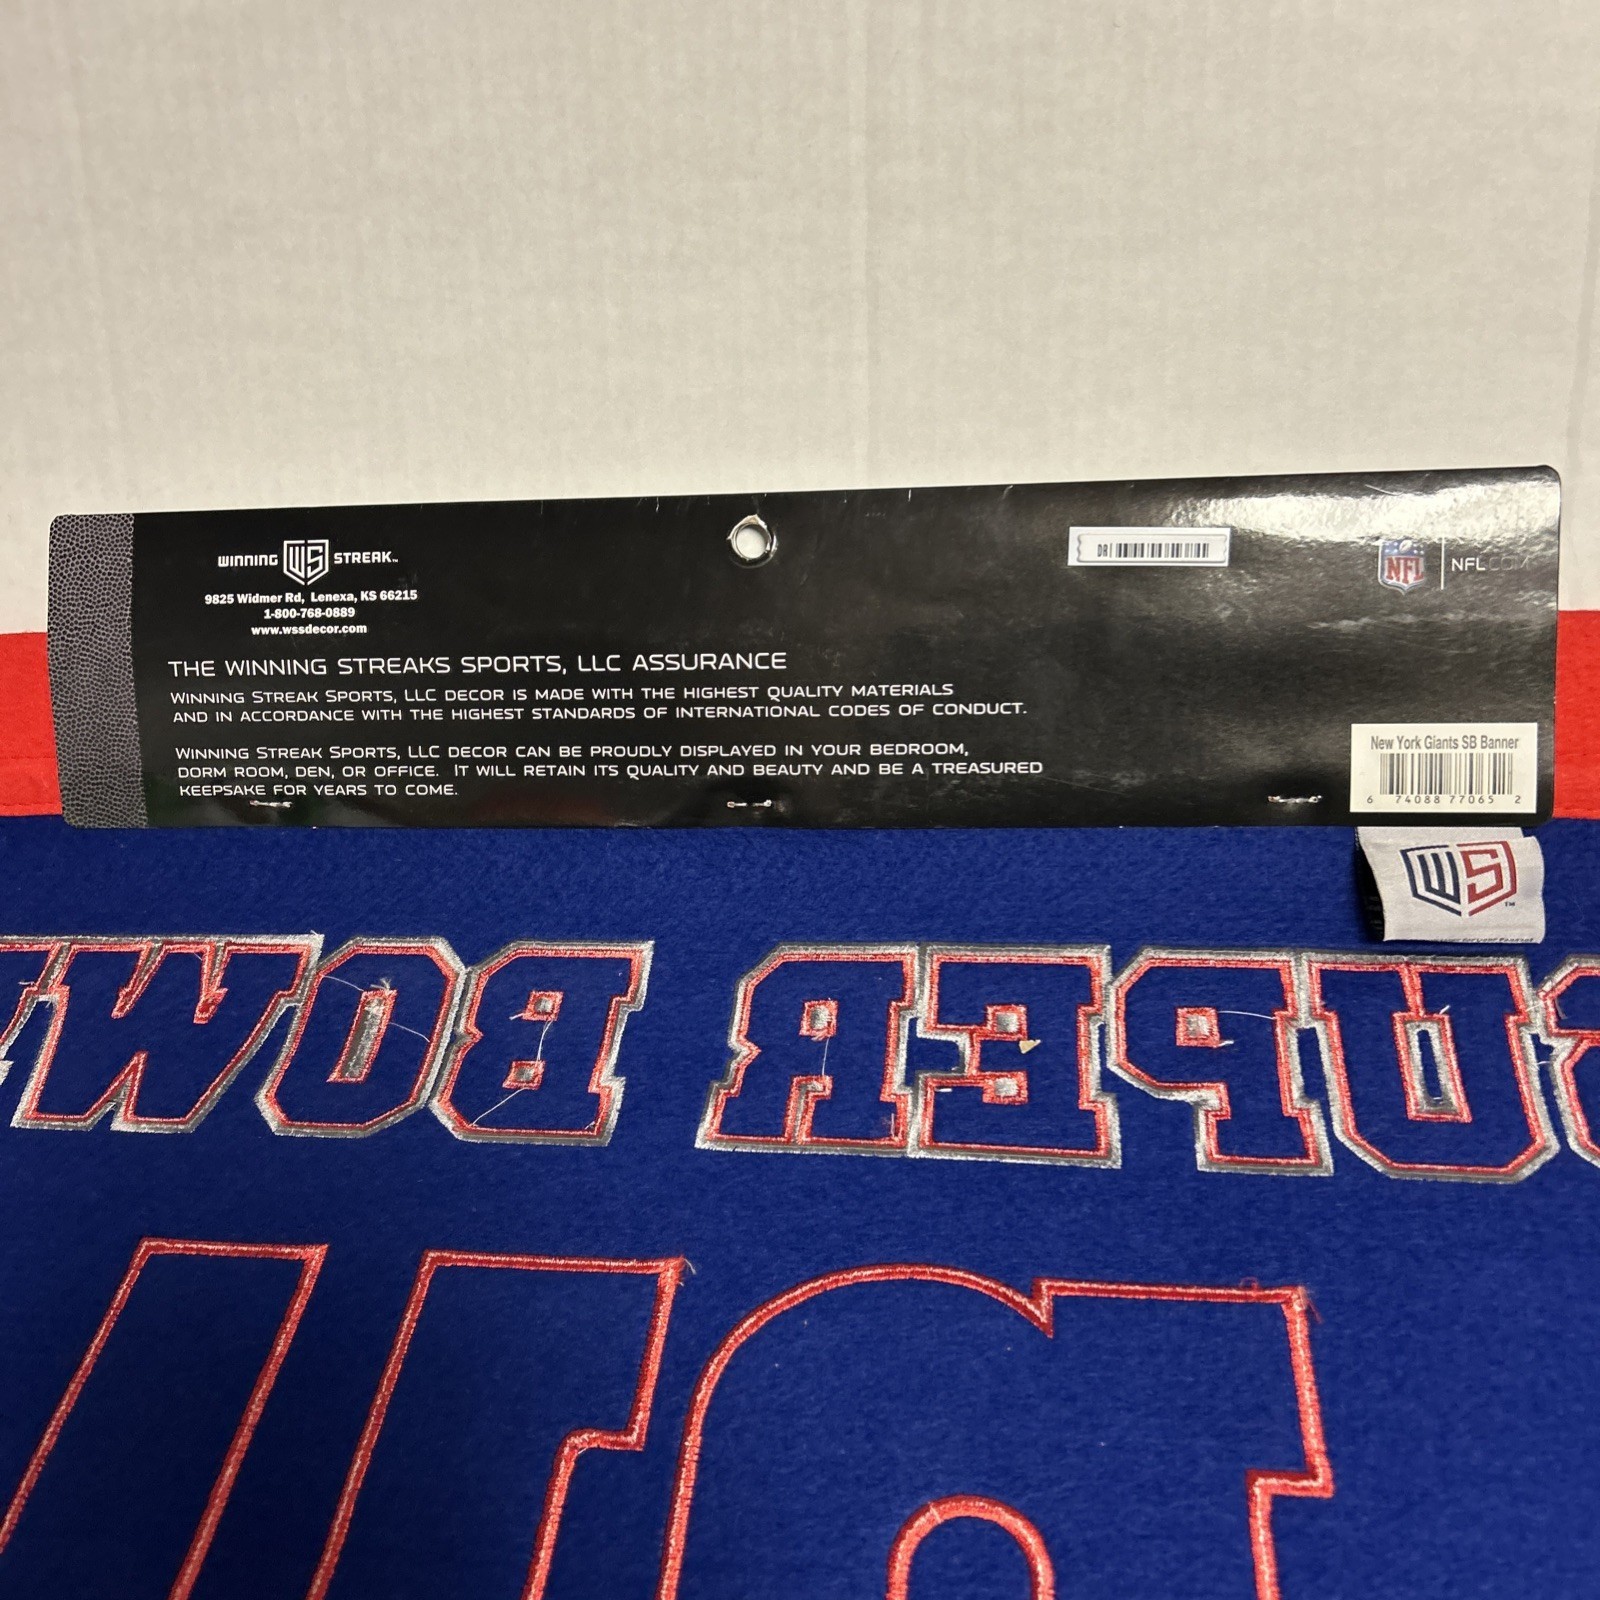 WINNING WS STREAK™
9825 Widmer Rd, Lenexa, KS 66215
1-800-768-0889
www.wssdecor.com
NFL
NFL.COM
THE WINNING STREAKS SPORTS, LLC ASSURANCE
WINNING STREAK SPORTS, LLC DECOR IS MADE WITH THE HIGHEST QUALITY MATERIALS
AND IN ACCORDANCE WITH THE HIGHEST STANDARDS OF INTERNATIONAL CODES OF CONDUCT.
WINNING STREAK SPORTS, LLC DECOR CAN BE PROUDLY DISPLAYED IN YOUR BEDROOM,
DORM ROOM, DEN, OR OFFICE. IT WILL RETAIN ITS QUALITY AND BEAUTY AND BE A TREASURED
KEEPSAKE FOR YEARS TO COME.
New York Giants SB Banner
6 74088 77065 2
WS™
SUPER BOWL